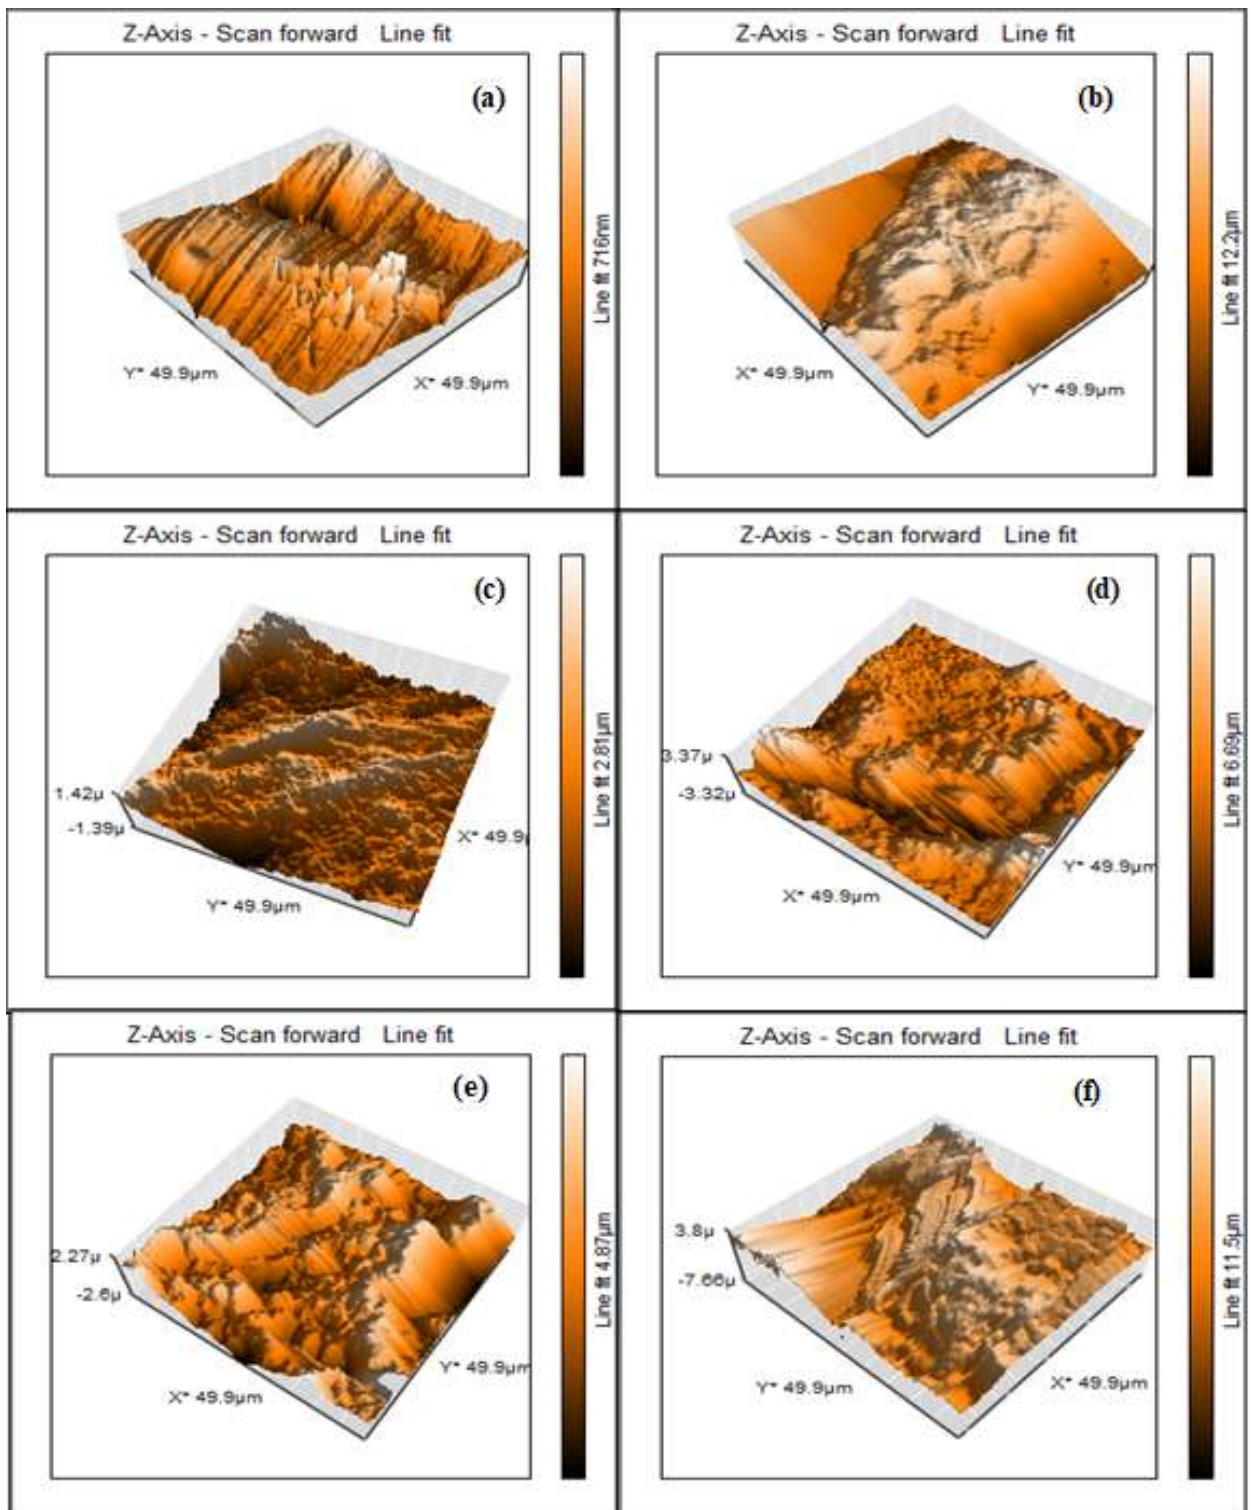 Z-Axis - Scan forward Line fit
(a)
Line fit 716nm
Y* 49.9µm
X* 49.9µm
Z-Axis - Scan forward Line fit
(b)
Line fit 12.2µm
X* 49.9µm
Y* 49.9µm
Z-Axis - Scan forward Line fit
(c)
Line fit 2.81µm
1.42µ
-1.39µ
X* 49.9µ
Y* 49.9µm
Z-Axis - Scan forward Line fit
(d)
Line fit 6.69µm
3.37µ
-3.32µ
Y* 49.9µm
X* 49.9µm
Z-Axis - Scan forward Line fit
(e)
Line fit 4.87µm
2.27µ
-2.6µ
Y* 49.9µm
X* 49.9µm
Z-Axis - Scan forward Line fit
(f)
Line fit 11.5µm
3.8µ
-7.66µ
Y* 49.9µm
X* 49.9µm